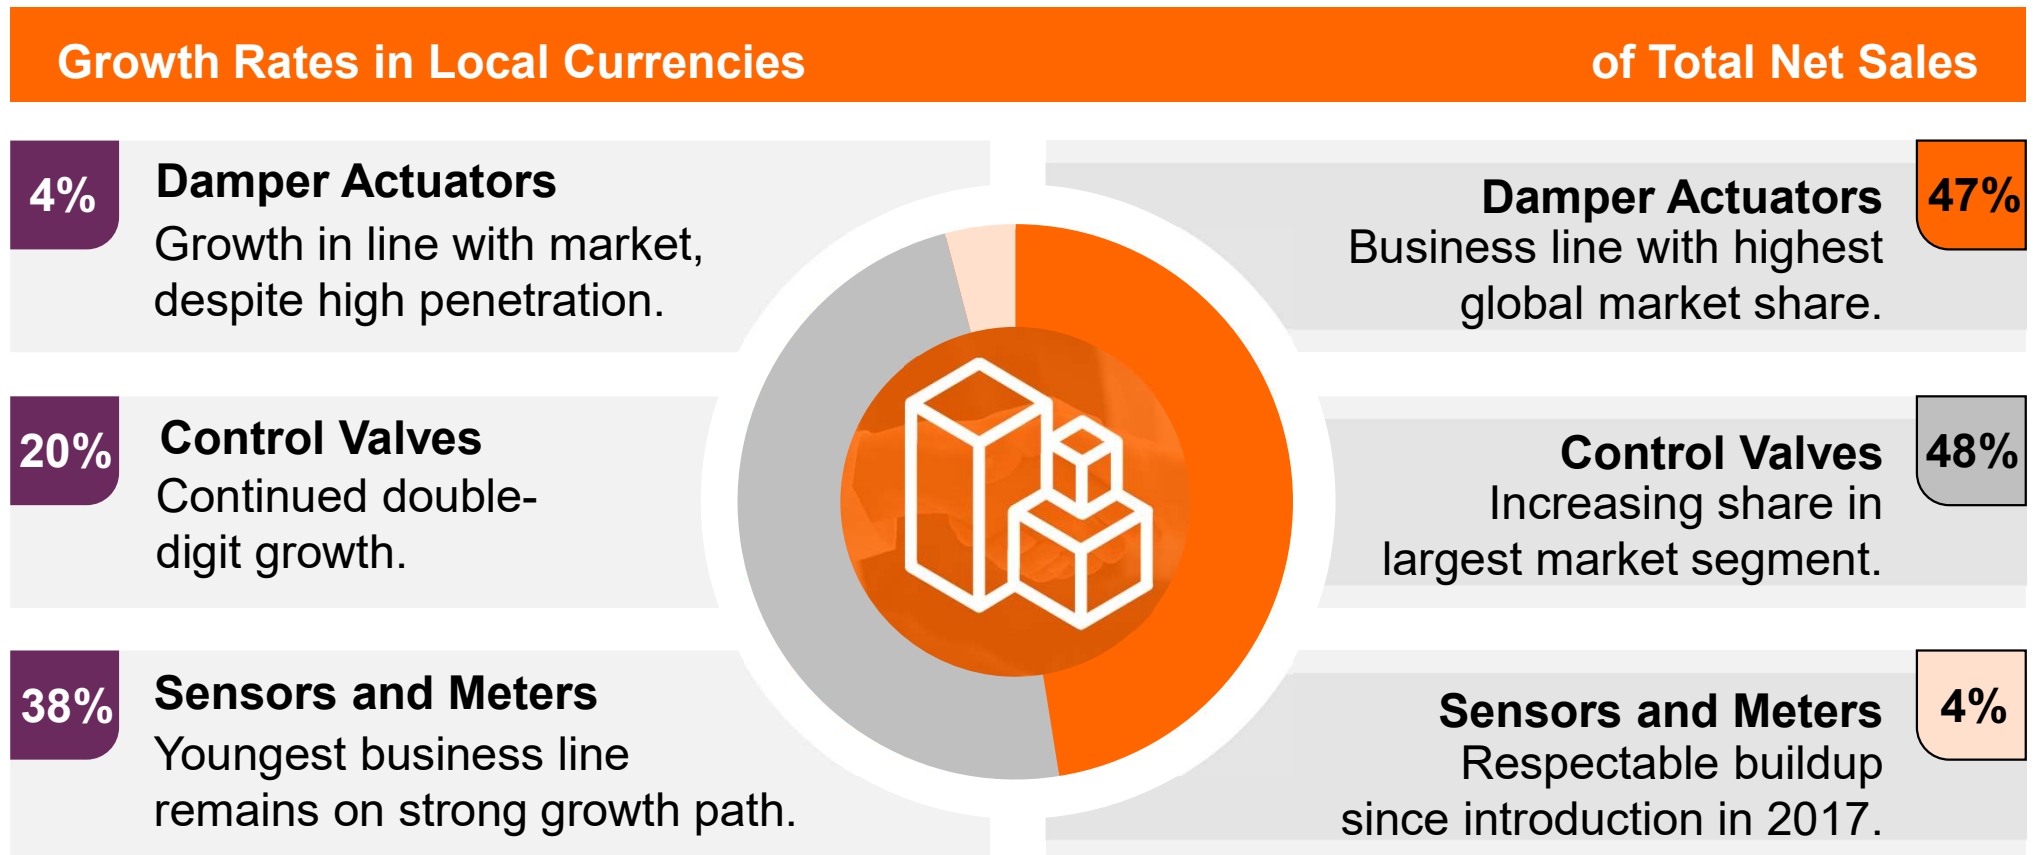 Growth Rates in Local Currencies
of Total Net Sales
4%
Damper Actuators
Growth in line with market,
despite high penetration.
20%
Control Valves
Continued double-
digit growth.
38%
Sensors and Meters
Youngest business line
remains on strong growth path.
Damper Actuators
47%
Business line with highest
global market share.
Control Valves
48%
Increasing share in
largest market segment.
Sensors and Meters
4%
Respectable buildup
since introduction in 2017.